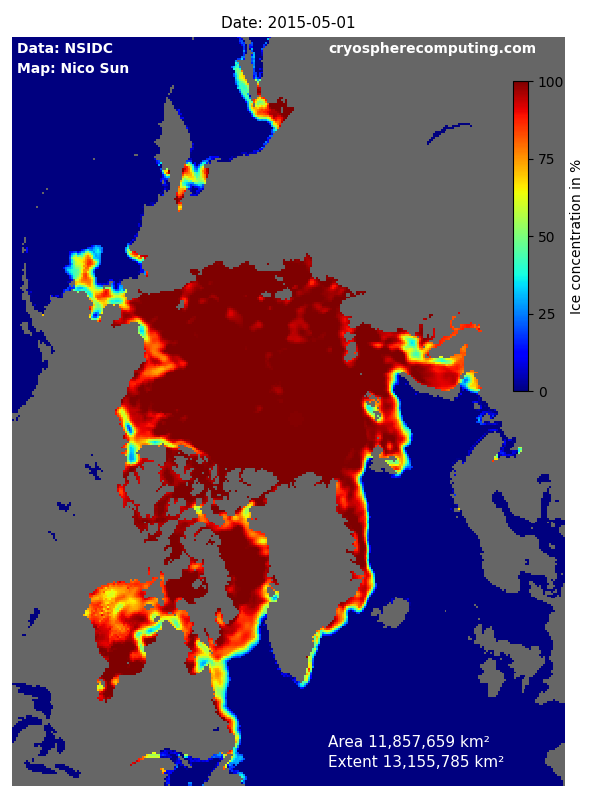 Date: 2015-05-01
Data: NSIDC
Map: Nico Sun
cryospherecomputing.com
100
75
50
25
0
Ice concentration in %
Area 11,857,659 km²
Extent 13,155,785 km²